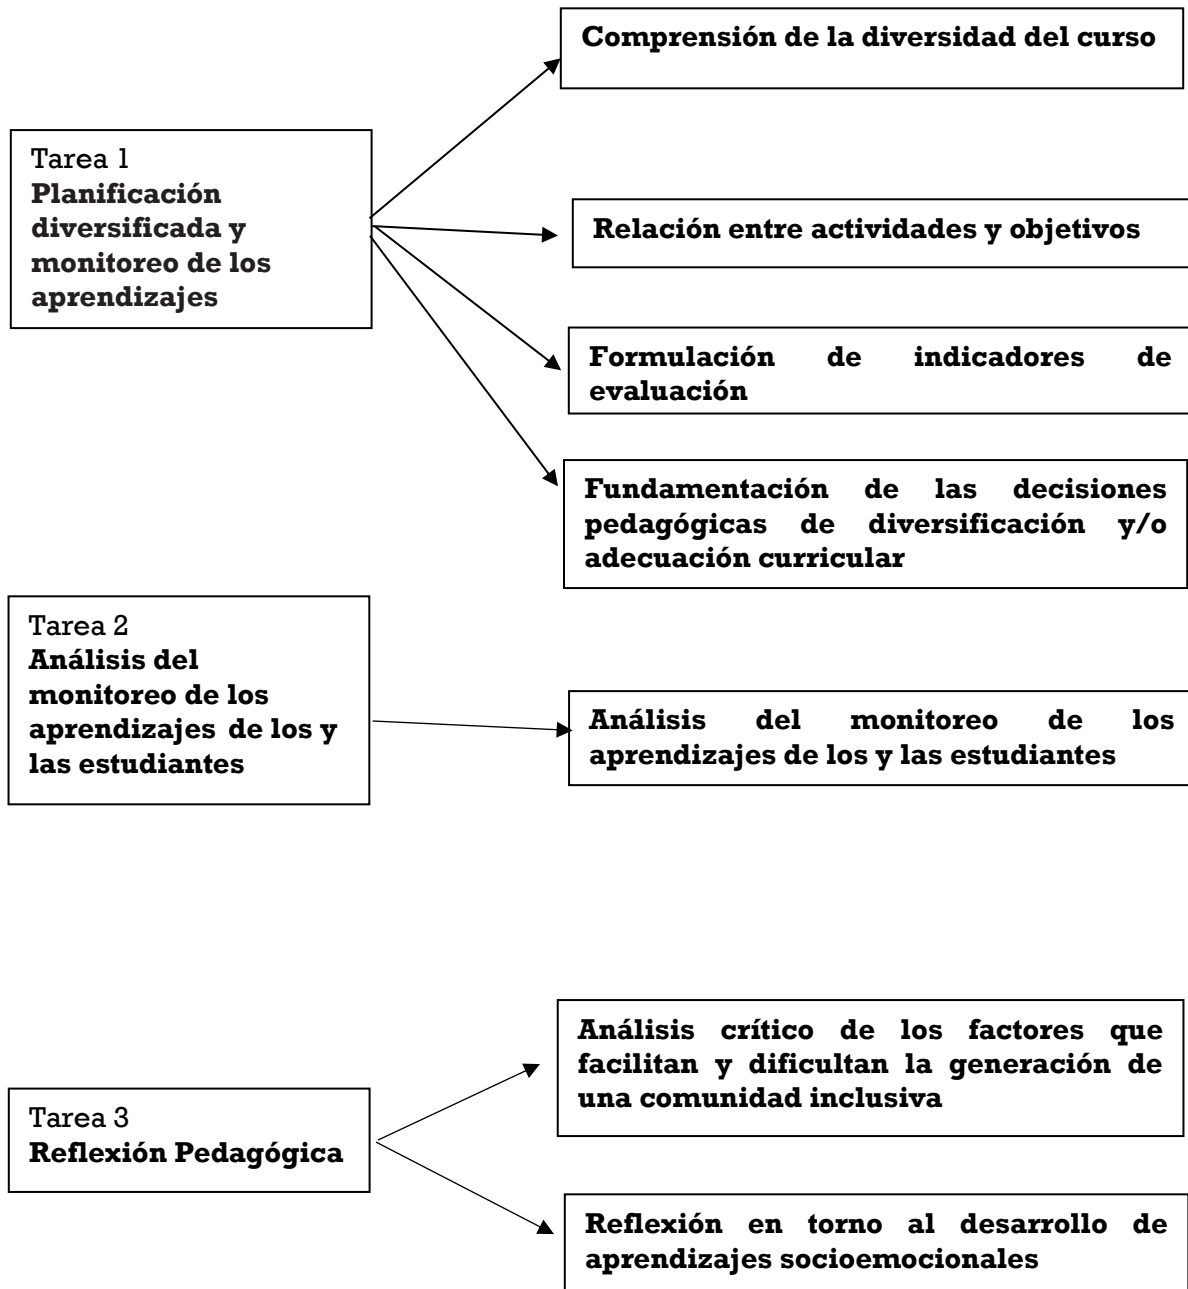 Comprensión de la diversidad del curso
Tarea 1
Planificación
diversificada y
monitoreo de los
aprendizajes
Relación entre actividades y objetivos
Formulación de indicadores de
evaluación
Fundamentación de las decisiones
pedagógicas de diversificación y/o
adecuación curricular
Tarea 2
Análisis del
monitoreo de los
aprendizajes de los y
las estudiantes
Análisis del monitoreo de los
aprendizajes de los y las estudiantes
Análisis crítico de los factores que
facilitan y dificultan la generación de
una comunidad inclusiva
Tarea 3
Reflexión Pedagógica
Reflexión en torno al desarrollo de
aprendizajes socioemocionales